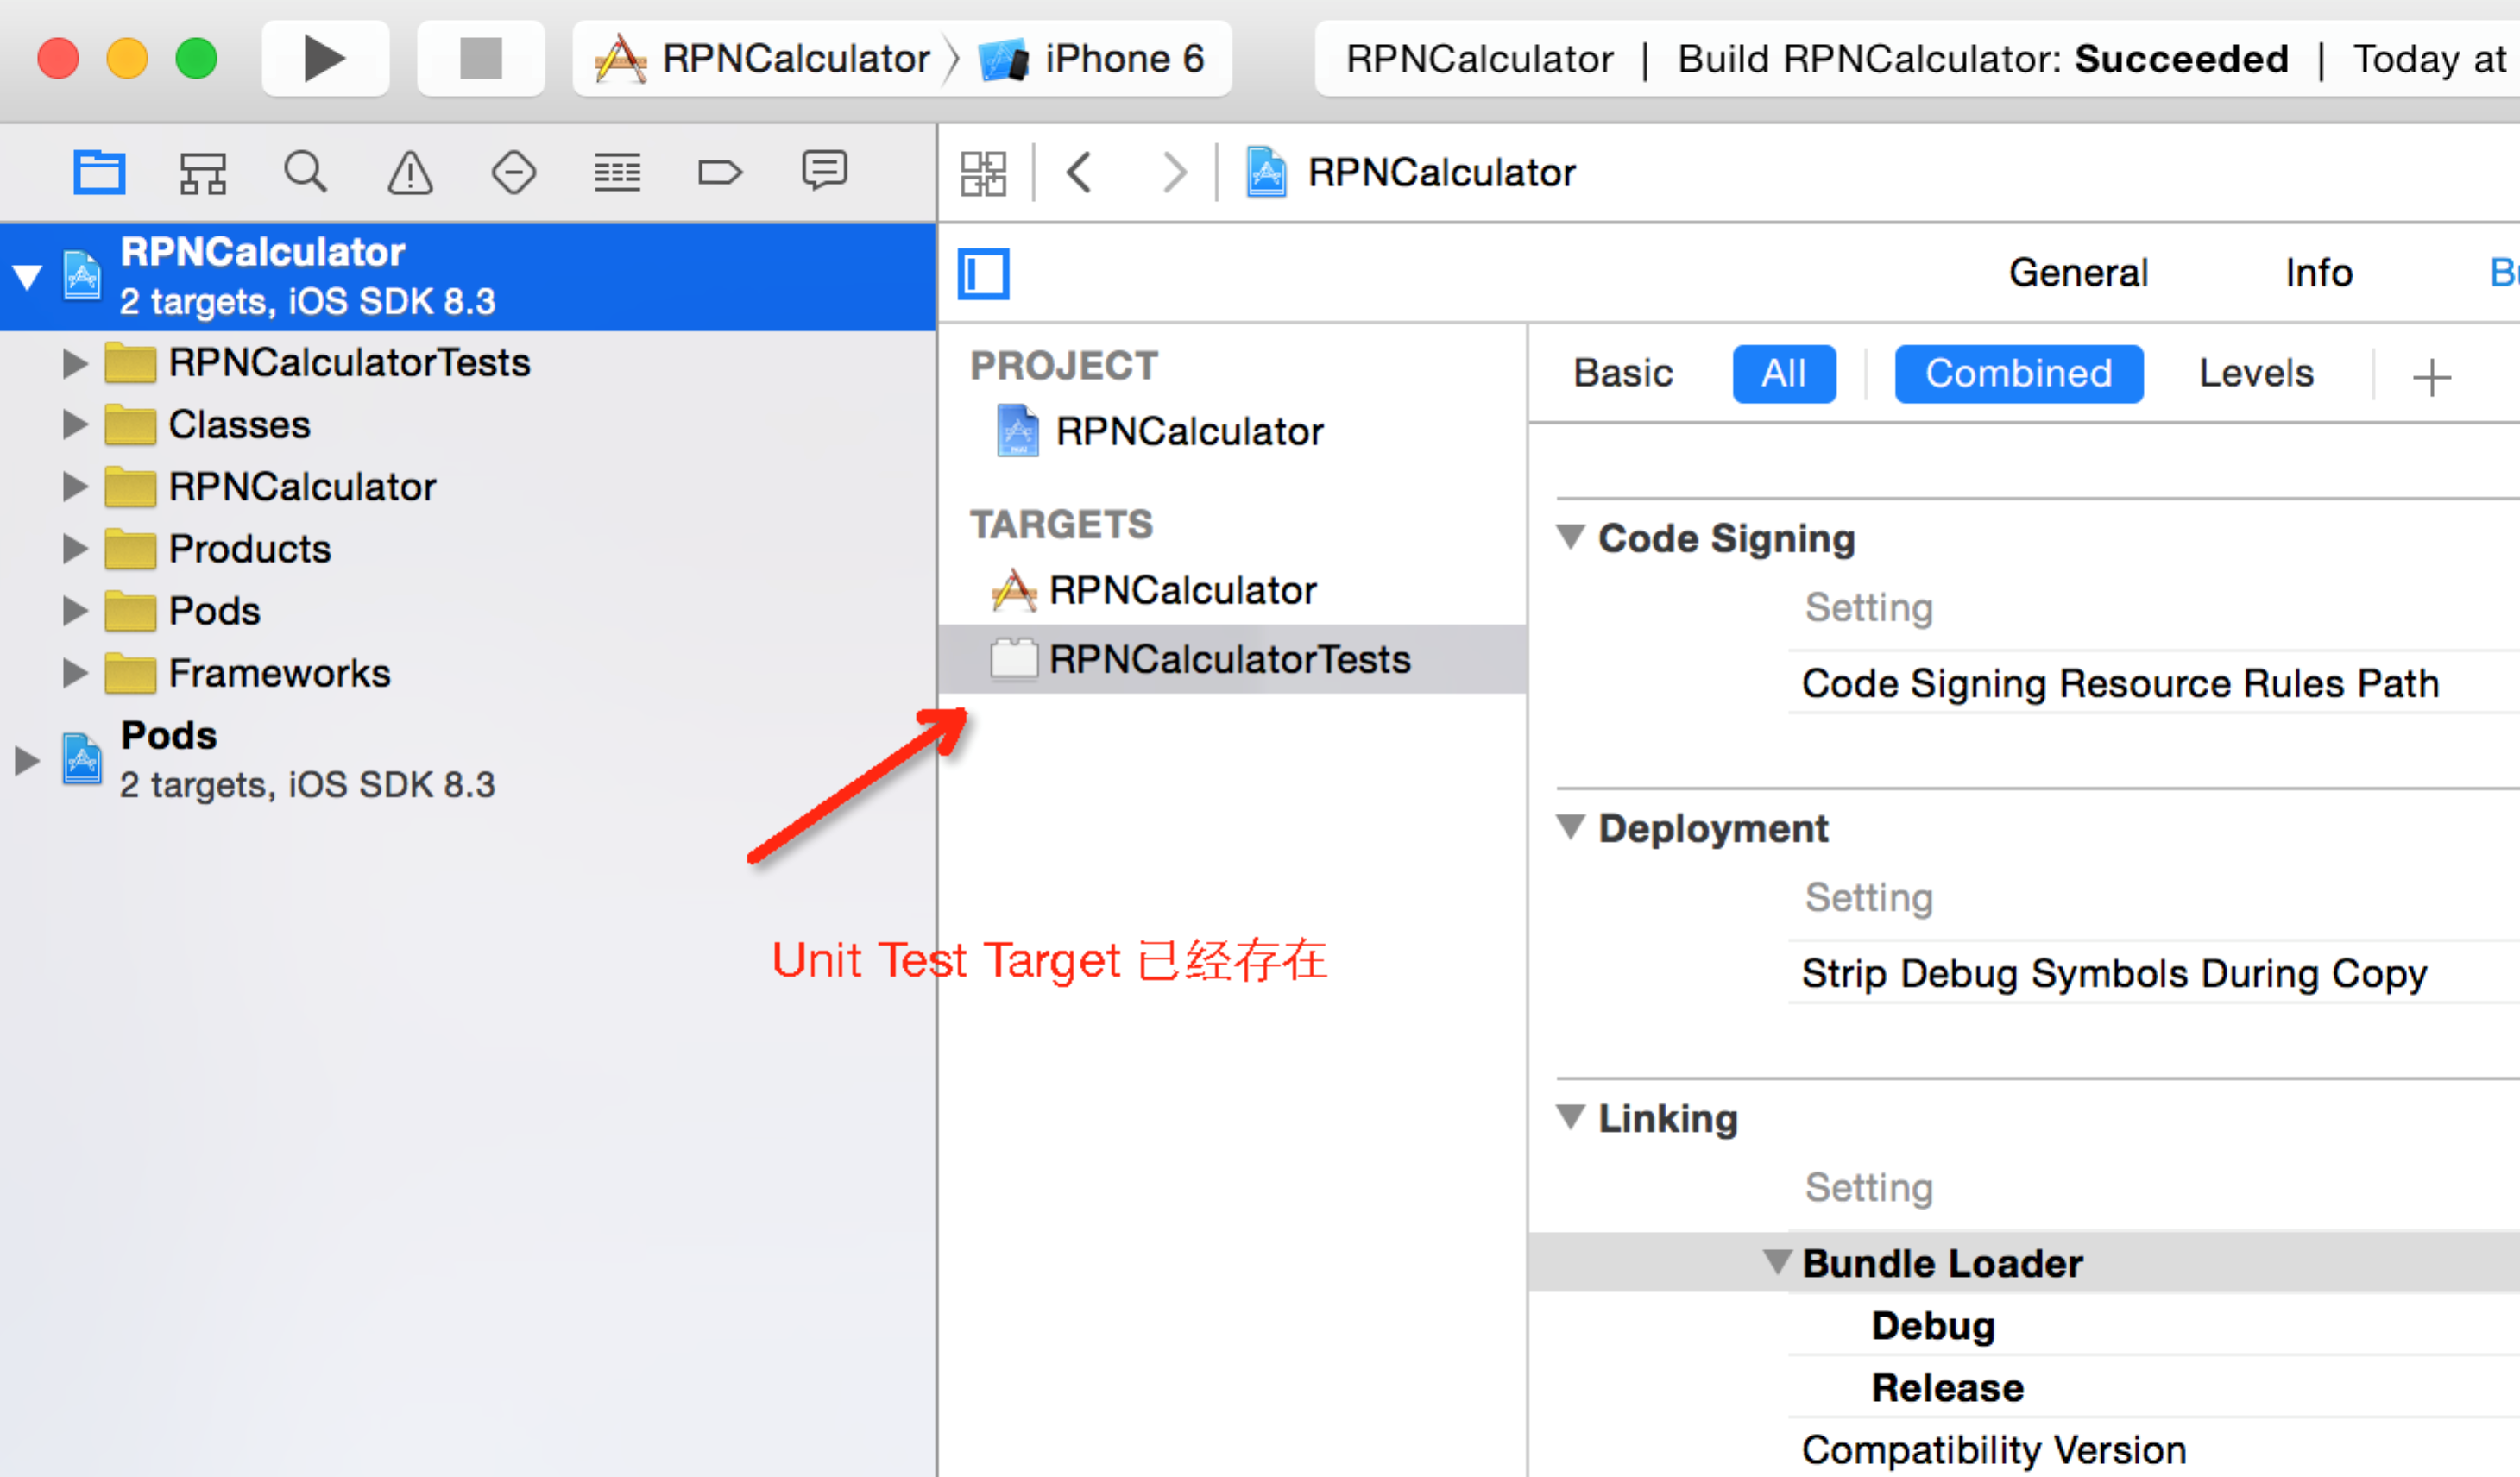 RPNCalculator iPhone 6
RPNCalculator | Build RPNCalculator: Succeeded | Today at
RPNCalculator
2 targets, iOS SDK 8.3
RPNCalculatorTests
Classes
RPNCalculator
Products
Pods
Frameworks
Pods
2 targets, iOS SDK 8.3
RPNCalculator
General Info
PROJECT
RPNCalculator
TARGETS
RPNCalculator
RPNCalculatorTests
Unit Test Target 已经存在
Basic All Combined Levels
Code Signing
Setting
Code Signing Resource Rules Path
Deployment
Setting
Strip Debug Symbols During Copy
Linking
Setting
Bundle Loader
Debug
Release
Compatibility Version